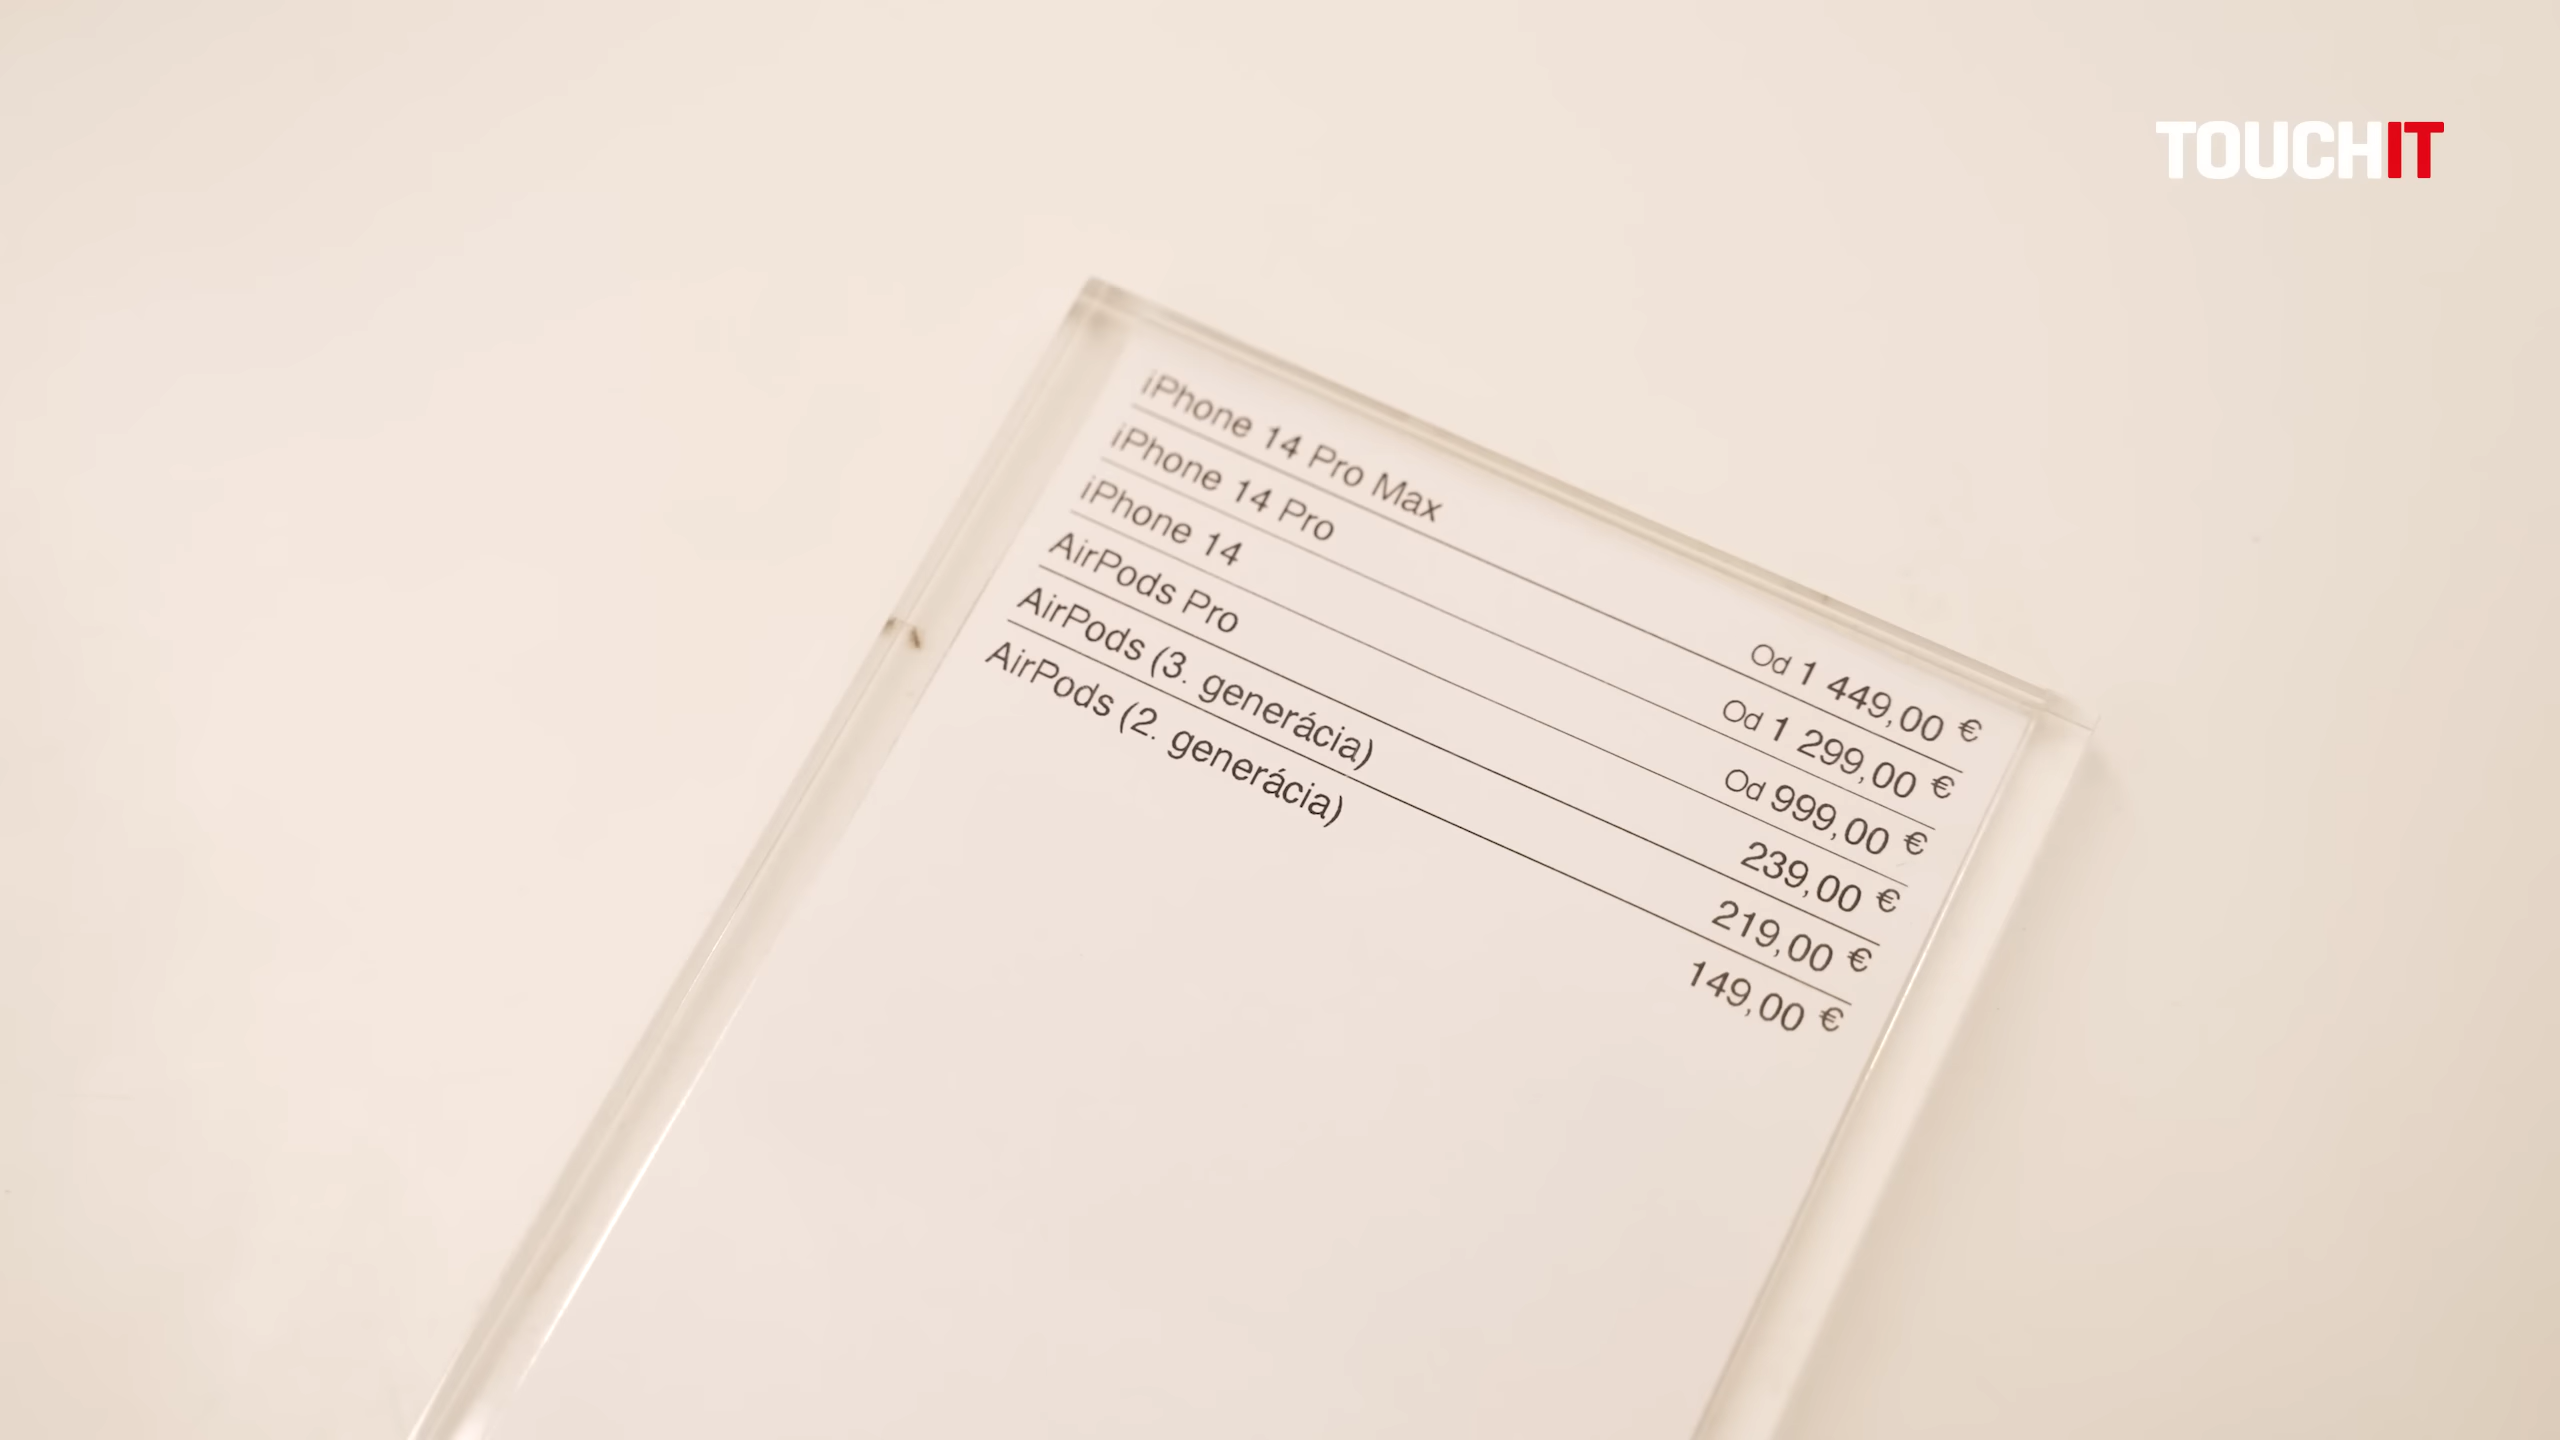 TOUCHIT
iPhone 14 Pro Max Od 1 449,00 €
iPhone 14 Pro Od 1 299,00 €
iPhone 14 Od 999,00 €
AirPods Pro 239,00 €
AirPods (3. generácia) 219,00 €
AirPods (2. generácia) 149,00 €